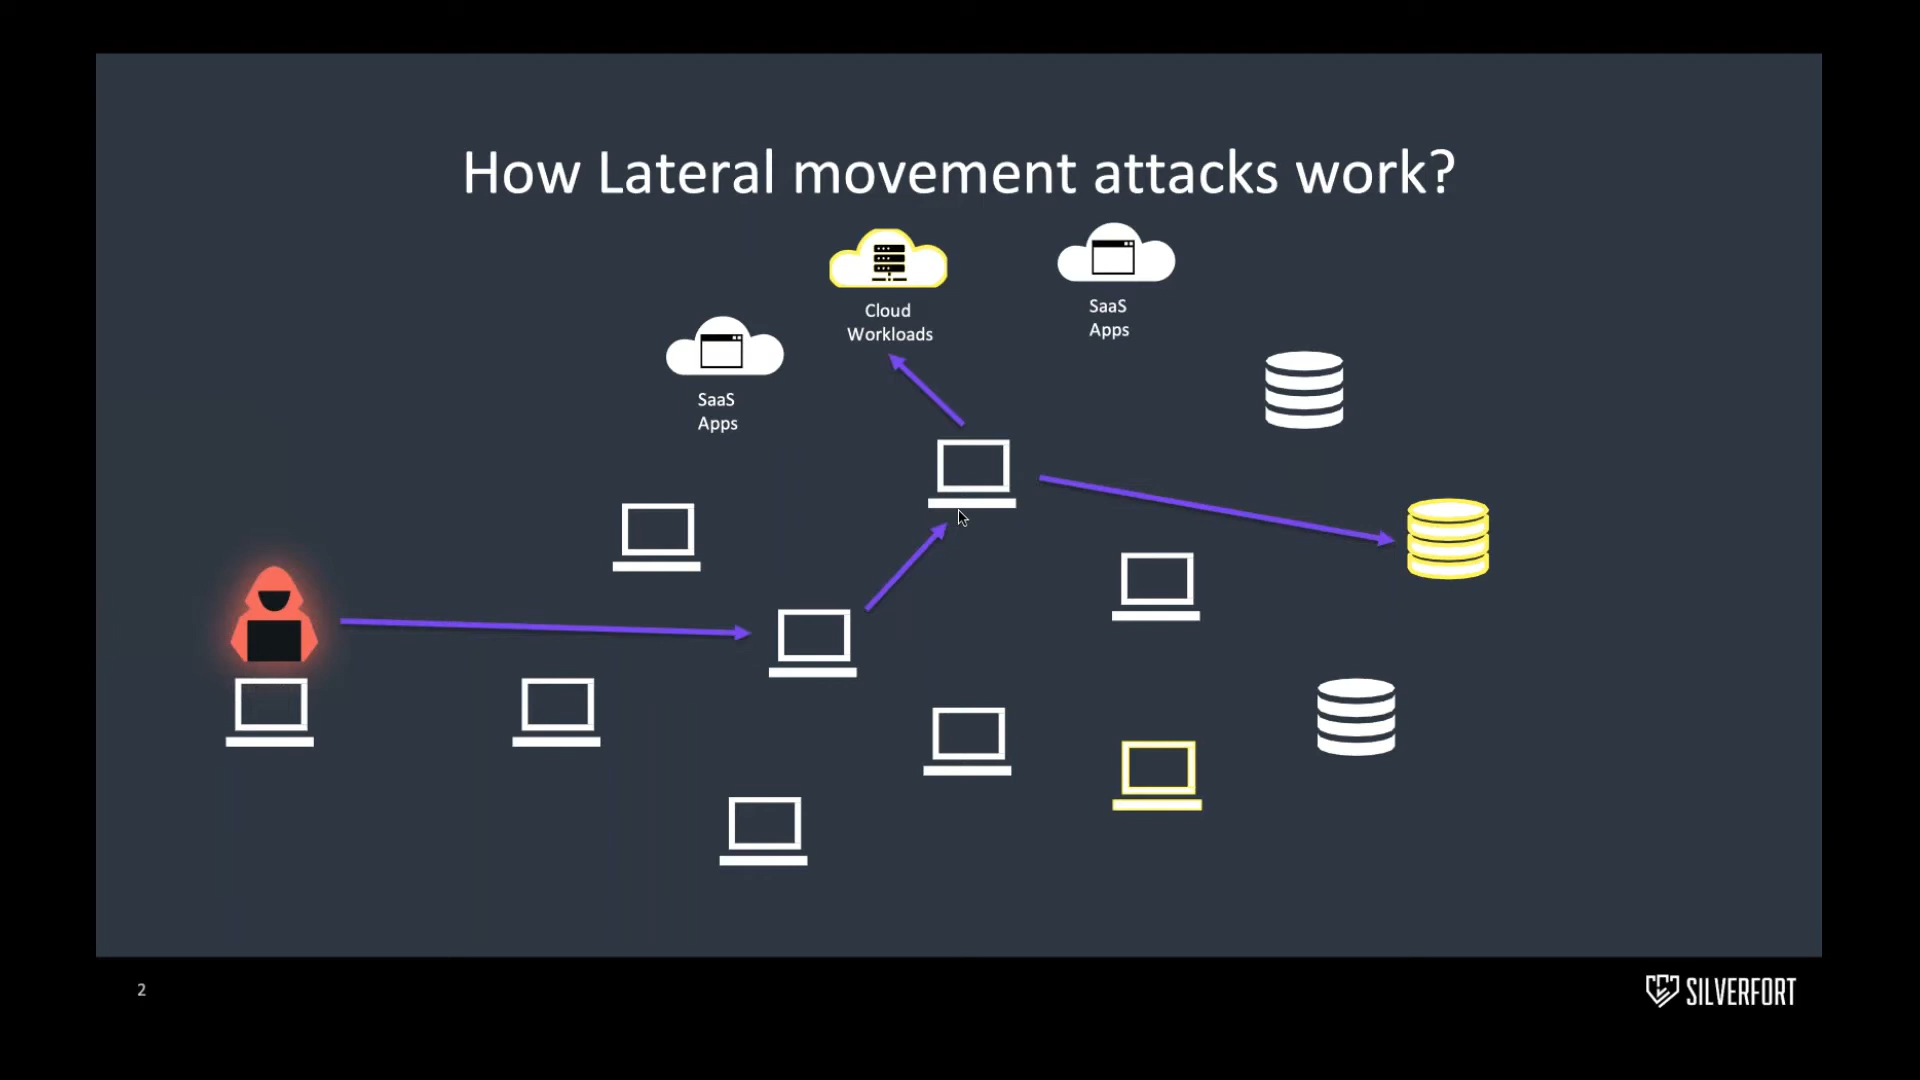 How Lateral movement attacks work?
Cloud
Workloads
SaaS
Apps
SaaS
Apps
2
SILVERFORT